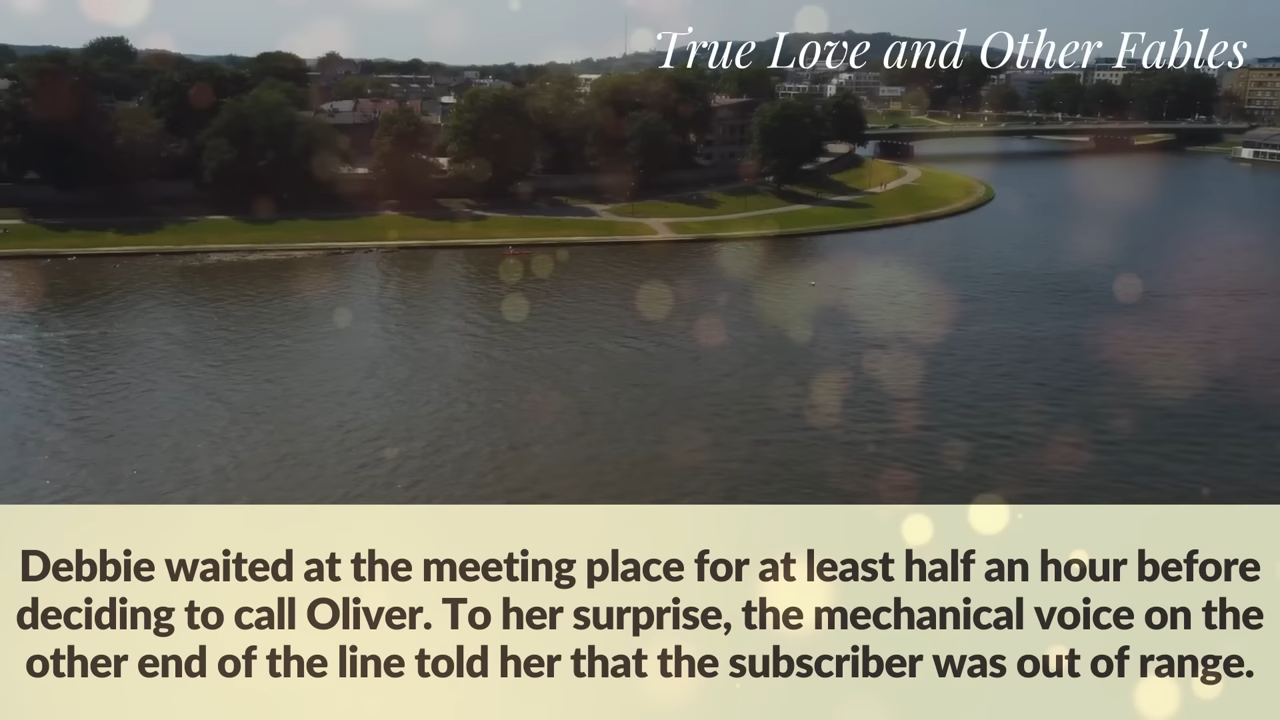 True Love and Other Fables
Debbie waited at the meeting place for at least half an hour before
deciding to call Oliver. To her surprise, the mechanical voice on the
other end of the line told her that the subscriber was out of range.